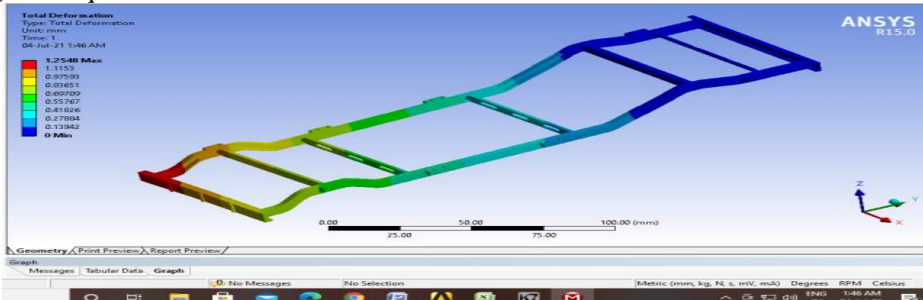 Total Deformation
Type: Total Deformation
Unit: mm
Time: 1
04-Jul-21 1:46 AM
1.2548 Max
1.1153
0.97593
0.83651
0.69709
0.55767
0.41826
0.27884
0.13942
0 Min
ANSYS
R15.0
Z
Y
X
0.00
50.00
100.00 (mm)
25.00
75.00
Geometry Print Preview Report Preview
Graph
Messages Tabular Data Graph
0 No Messages No Selection Metric (mm, kg, N, s, mV, mA) Degrees RPM Celsius
ENG 1:46 AM